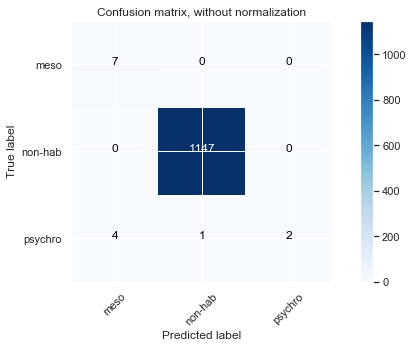 Confusion matrix, without normalization
True label
meso 7 0 0
non-hab 0 1147 0
psychro 4 1 2
meso non-hab psychro
Predicted label
1000
800
600
400
200
0